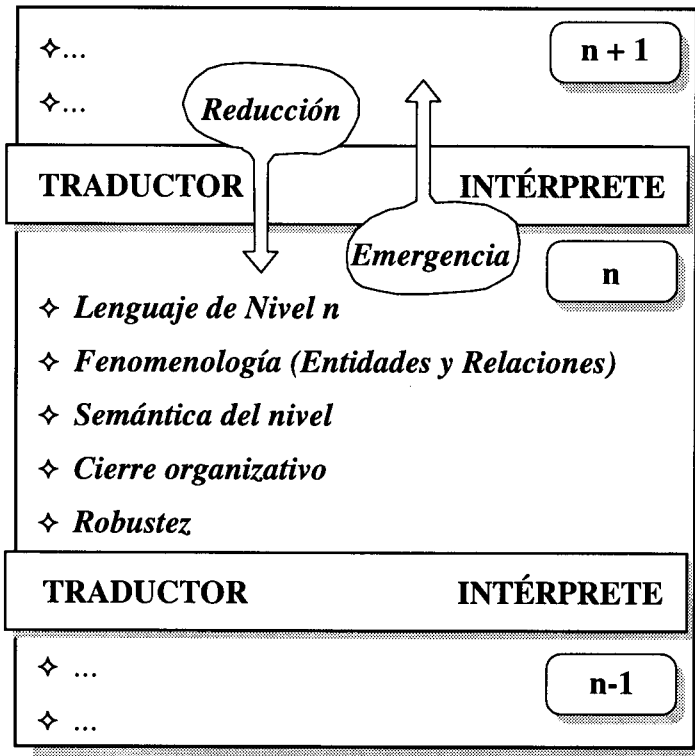 ✧... n + 1
✧...
Reducción
TRADUCTOR INTÉRPRETE
Emergencia
n
✧ Lenguaje de Nivel n
✧ Fenomenología (Entidades y Relaciones)
✧ Semántica del nivel
✧ Cierre organizativo
✧ Robustez
TRADUCTOR INTÉRPRETE
✧ ...
n-1
✧ ...